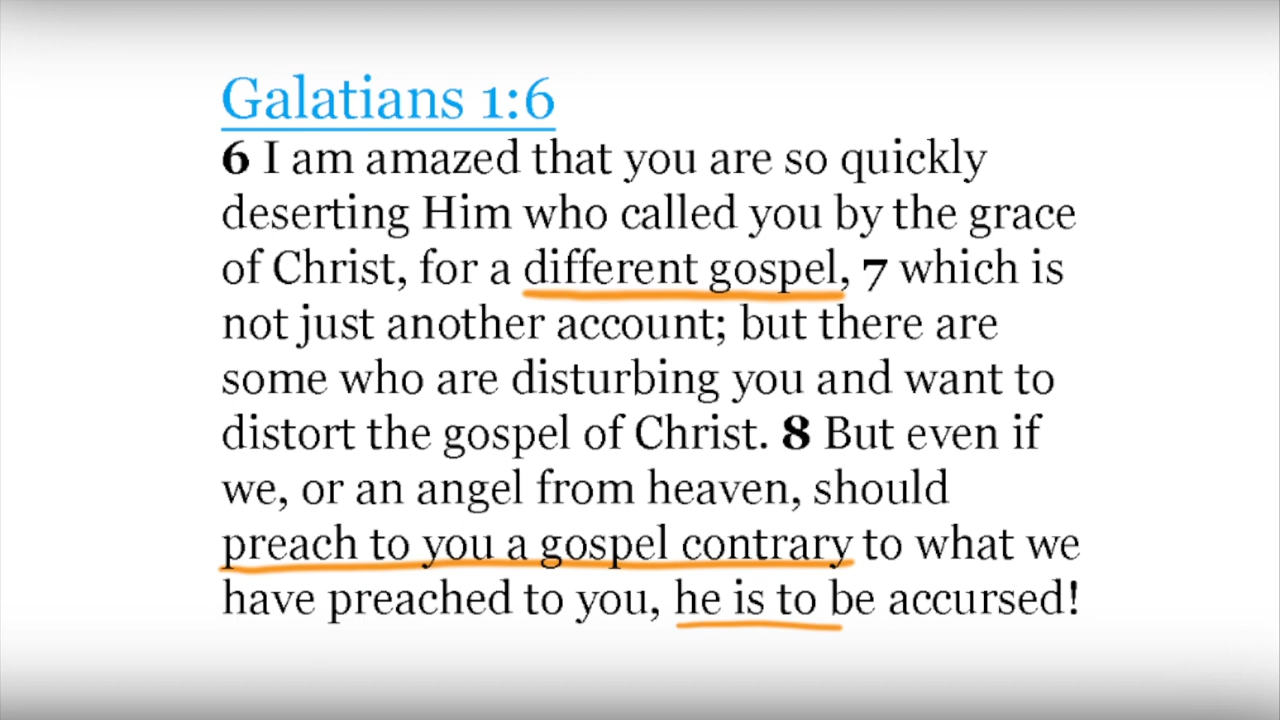 Galatians 1:6
6 I am amazed that you are so quickly
deserting Him who called you by the grace
of Christ, for a different gospel, 7 which is
not just another account; but there are
some who are disturbing you and want to
distort the gospel of Christ. 8 But even if
we, or an angel from heaven, should
preach to you a gospel contrary to what we
have preached to you, he is to be accursed!